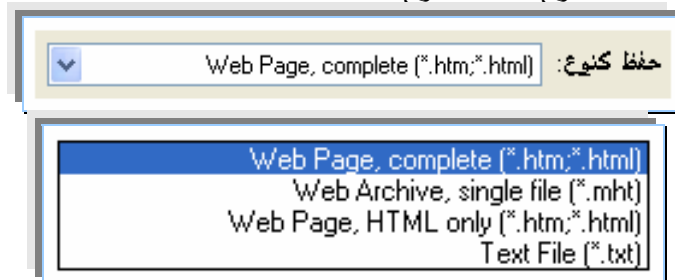 حفظ كنوع: Web Page, complete (*.htm;*.html)
Web Page, complete (*.htm;*.html)
Web Archive, single file (*.mht)
Web Page, HTML only (*.htm;*.html)
Text File (*.txt)